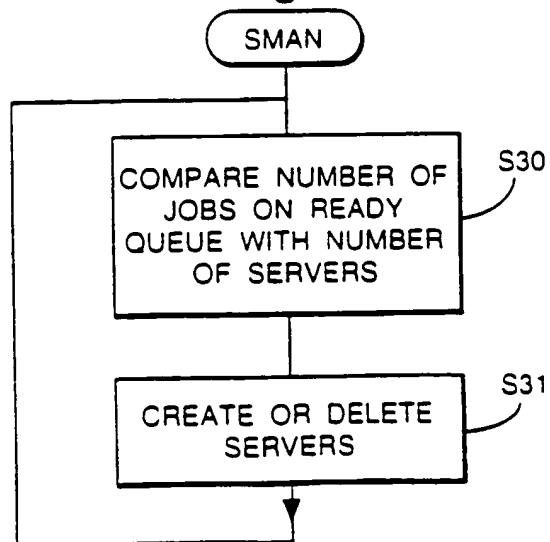 SMAN
COMPARE NUMBER OF
JOBS ON READY
QUEUE WITH NUMBER
OF SERVERS
S30
CREATE OR DELETE
SERVERS
S31